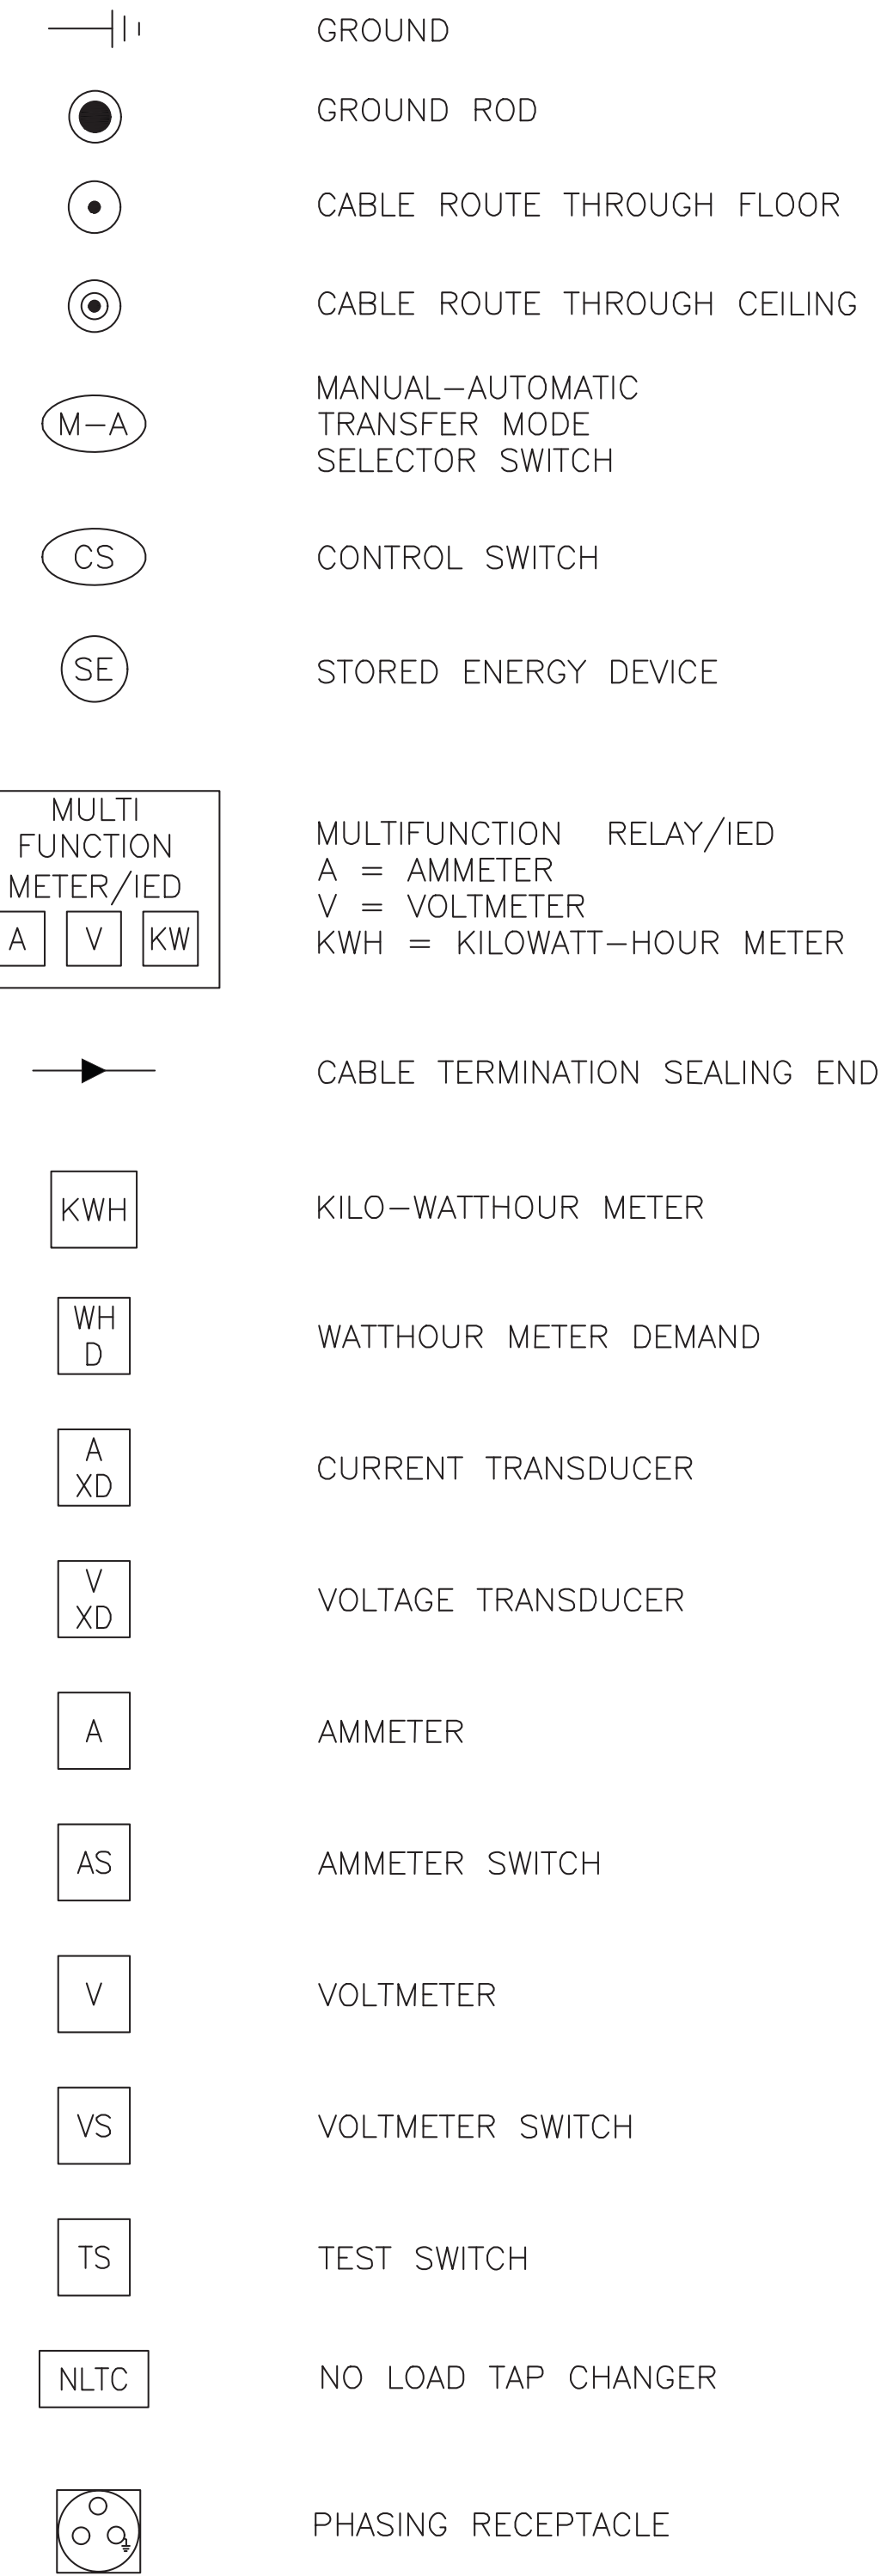 GROUND
GROUND ROD
CABLE ROUTE THROUGH FLOOR
CABLE ROUTE THROUGH CEILING
M-A
MANUAL-AUTOMATIC
TRANSFER MODE
SELECTOR SWITCH
CS
CONTROL SWITCH
SE
STORED ENERGY DEVICE
MULTI
FUNCTION
METER/IED
A V KW
MULTIFUNCTION RELAY/IED
A = AMMETER
V = VOLTMETER
KWH = KILOWATT-HOUR METER
CABLE TERMINATION SEALING END
KWH
KILO-WATTHOUR METER
WH
D
WATTHOUR METER DEMAND
A
XD
CURRENT TRANSDUCER
V
XD
VOLTAGE TRANSDUCER
A
AMMETER
AS
AMMETER SWITCH
V
VOLTMETER
VS
VOLTMETER SWITCH
TS
TEST SWITCH
NLTC
NO LOAD TAP CHANGER
PHASING RECEPTACLE